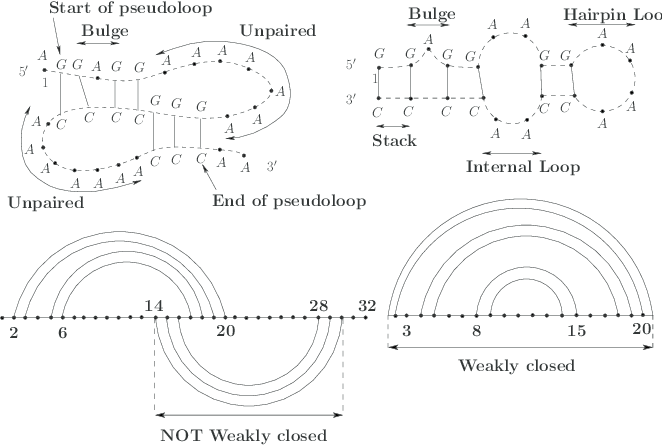 Start of pseudoloop
Bulge
Unpaired
A
5′
G G A G G A A A A A
1
A
G G G A A
A C C C C A
A C C C A A
3′
A A A A A A
Unpaired
End of pseudoloop
Bulge
Hairpin Loo
A A
G G A G G G G A A
5′
1
A
3′
C C C C C C A A
Stack
A A
Internal Loop
2 6 14 20 28 32
NOT Weakly closed
3 8 15 20
Weakly closed